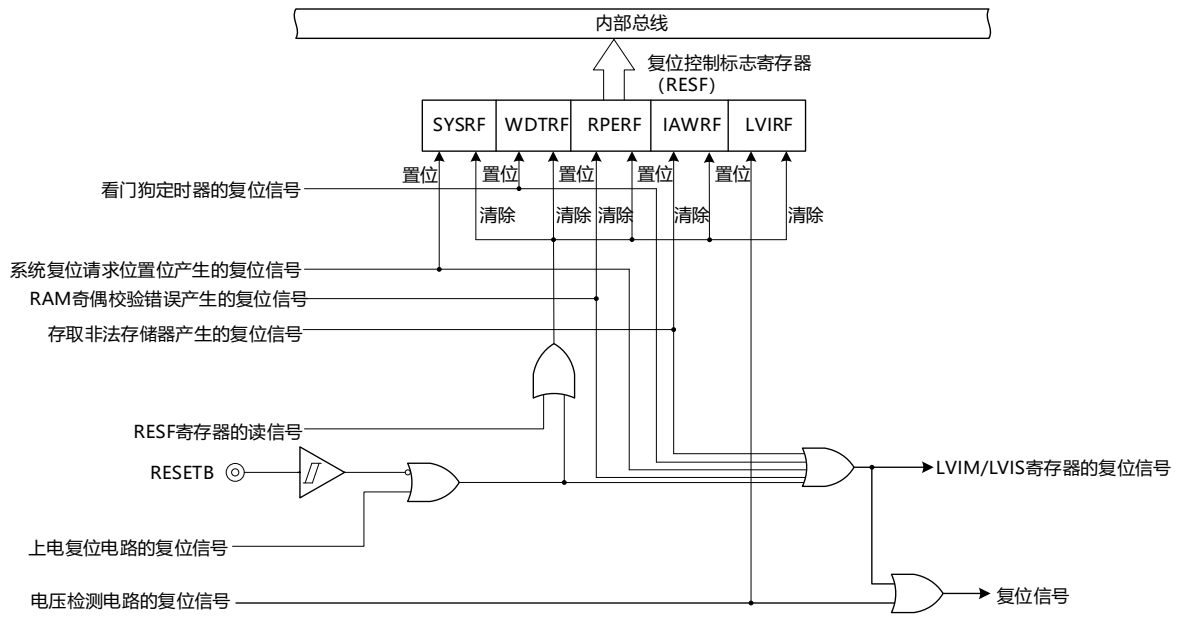 内部总线
复位控制标志寄存器
（RESF）
SYSRF WDTRF RPERF IAWRF LVIRF
置位 置位 置位 置位 置位
看门狗定时器的复位信号
清除 清除 清除 清除 清除
系统复位请求位置位产生的复位信号
RAM奇偶校验错误产生的复位信号
存取非法存储器产生的复位信号
RESF寄存器的读信号
RESETB
LVIM/LVIS寄存器的复位信号
上电复位电路的复位信号
电压检测电路的复位信号
复位信号